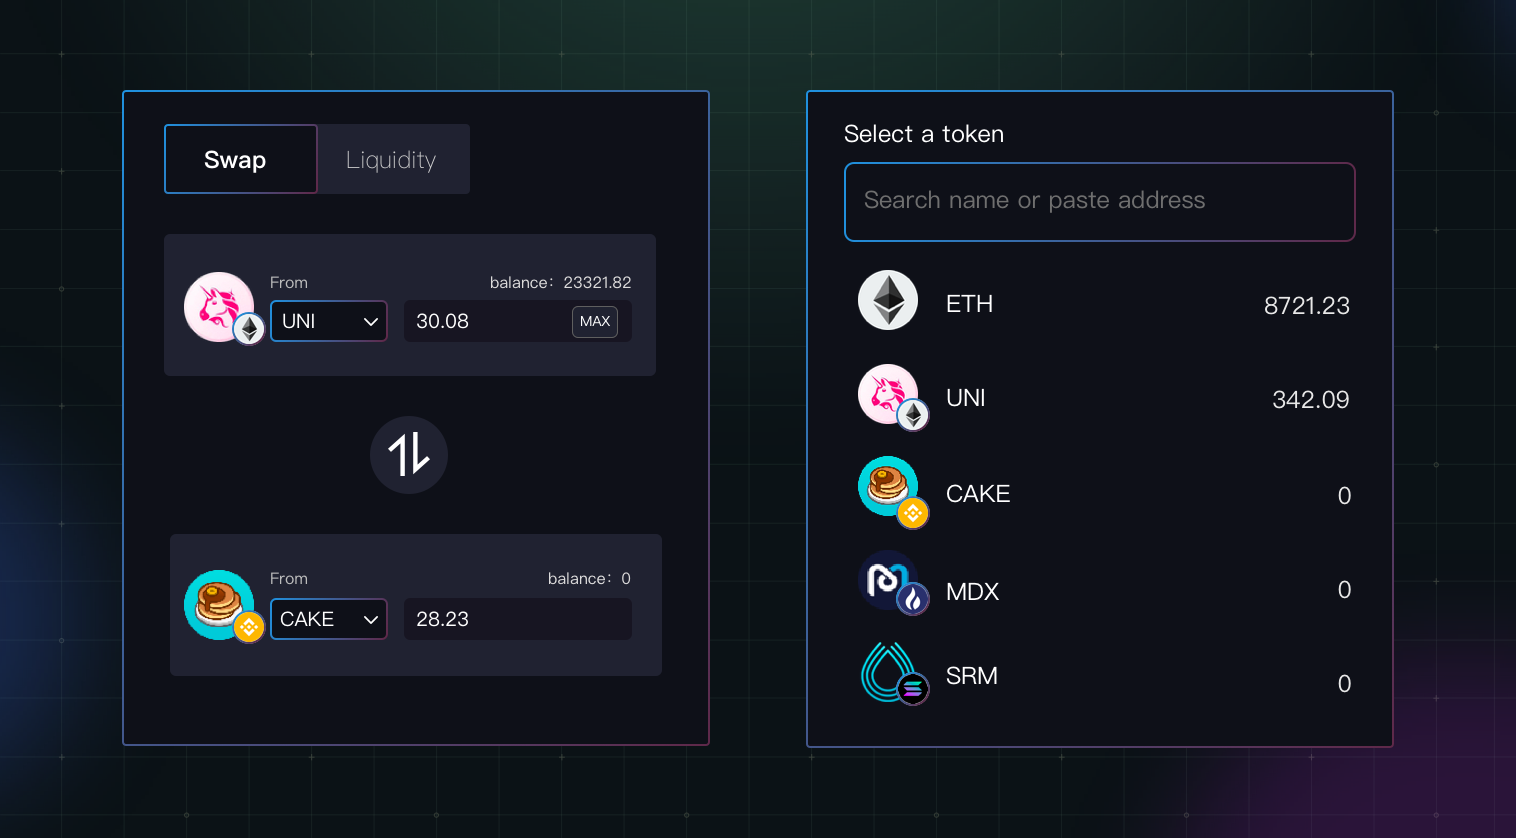 Swap
Liquidity
From
balance: 23321.82
UNI
30.08
MAX
From
balance: 0
CAKE
28.23
Select a token
Search name or paste address
ETH
8721.23
UNI
342.09
CAKE
0
MDX
0
SRM
0